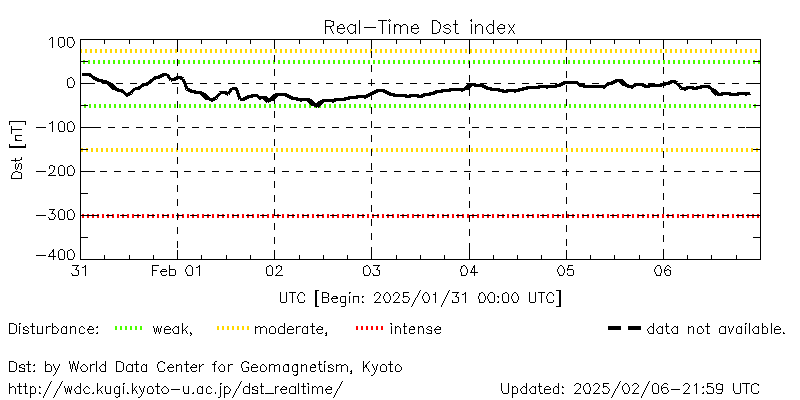 Real-Time Dst index
100
0
-100
-200
-300
-400
Dst [nT]
31 Feb 01 02 03 04 05 06
UTC [Begin: 2025/01/31 00:00 UTC]
Disturbance: weak, moderate, intense data not available.
Dst: by World Data Center for Geomagnetism, Kyoto
http://wdc.kugi.kyoto-u.ac.jp/dst_realtime/ Updated: 2025/02/06-21:59 UTC